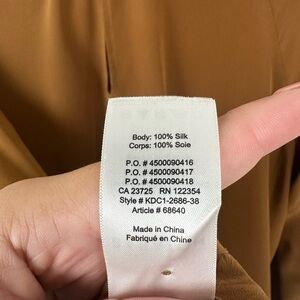 Body: 100% Silk
Corps: 100% Soie
P.O. # 4500090416
P.O. # 4500090417
P.O. # 4500090418
CA 23725 RN 122354
Style # KDC1-2686-38
Article # 68640
Made in China
Fabriqué en Chine